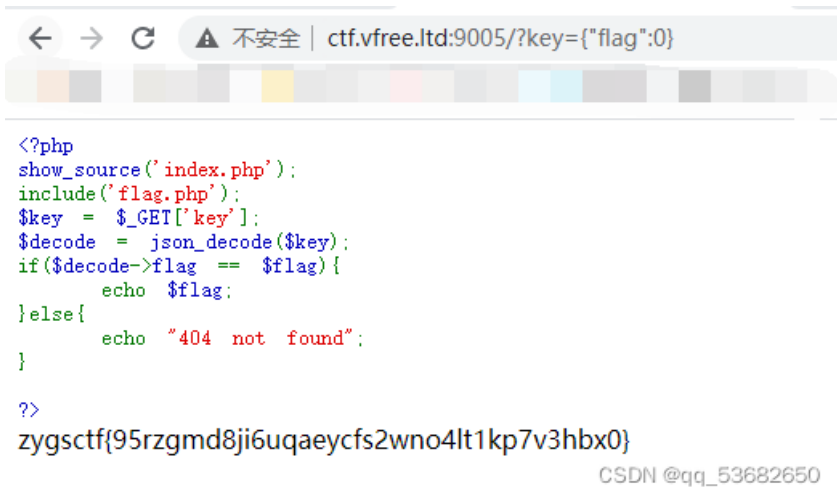 不安全 | ctf.vfree.ltd:9005/?key={"flag":0}
<?php
show_source('index.php');
include('flag.php');
$key = $_GET['key'];
$decode = json_decode($key);
if($decode->flag == $flag){
echo $flag;
}else{
echo "404 not found";
}
?>
zygsctf{95rzgmd8ji6uqaeycfs2wno4lt1kp7v3hbx0}
CSDN @qq_53682650